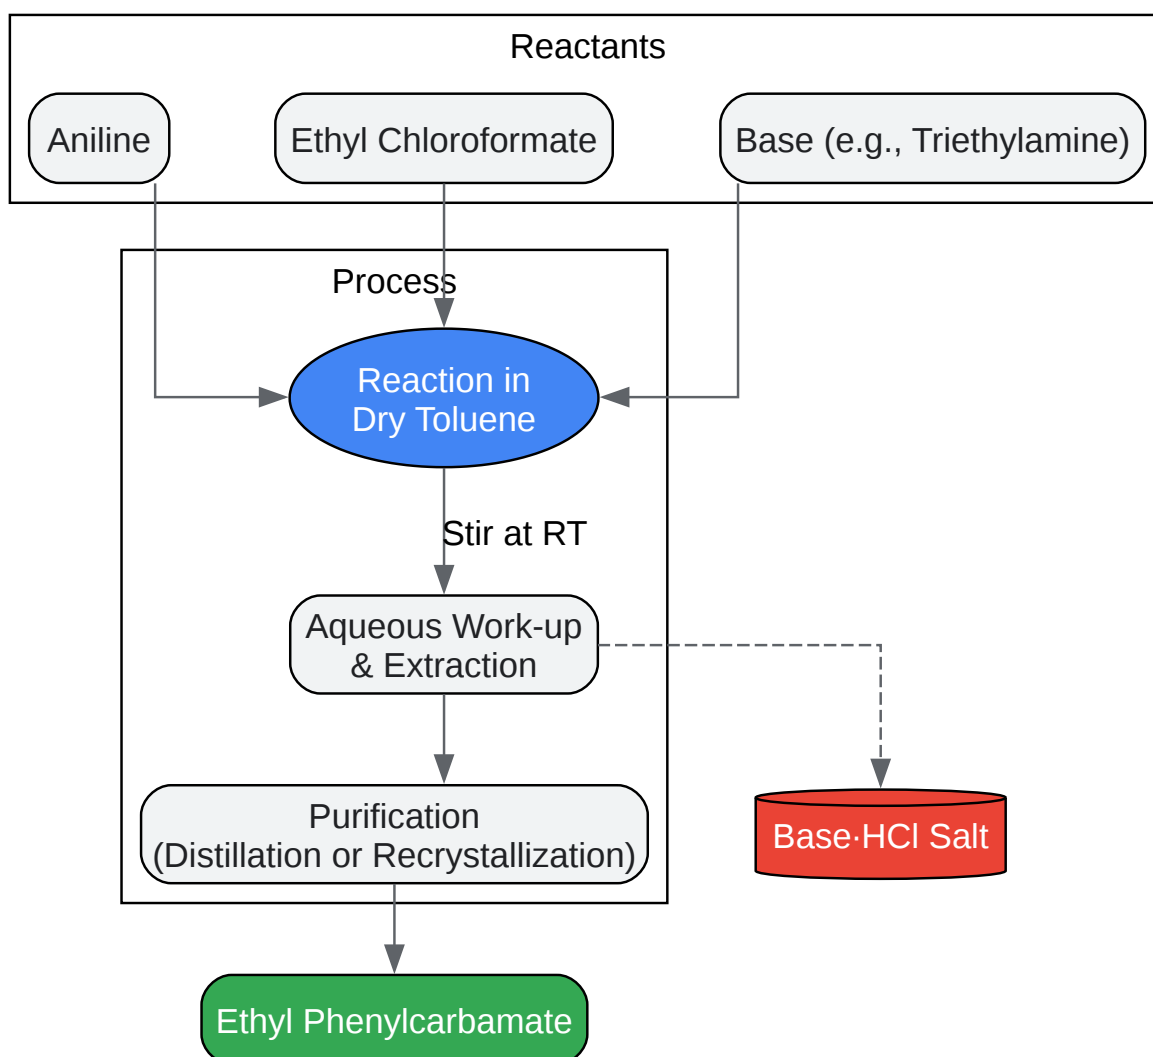 Reactants
Aniline
Ethyl Chloroformate
Base (e.g., Triethylamine)
Process
Reaction in
Dry Toluene
Stir at RT
Aqueous Work-up
& Extraction
Purification
(Distillation or Recrystallization)
Base·HCl Salt
Ethyl Phenylcarbamate